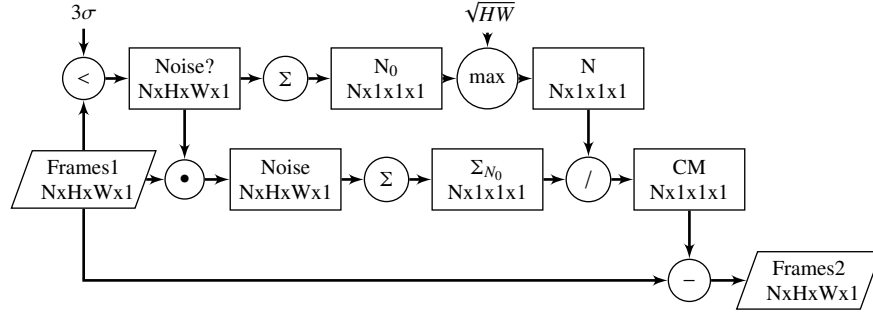 3σ
√HW
< Noise? Σ N₀ max N
NxHxWx1 Nx1x1x1 Nx1x1x1
Frames1 • Noise Σ Σ_N₀ / CM
NxHxWx1 NxHxWx1 Nx1x1x1 Nx1x1x1
− Frames2
NxHxWx1